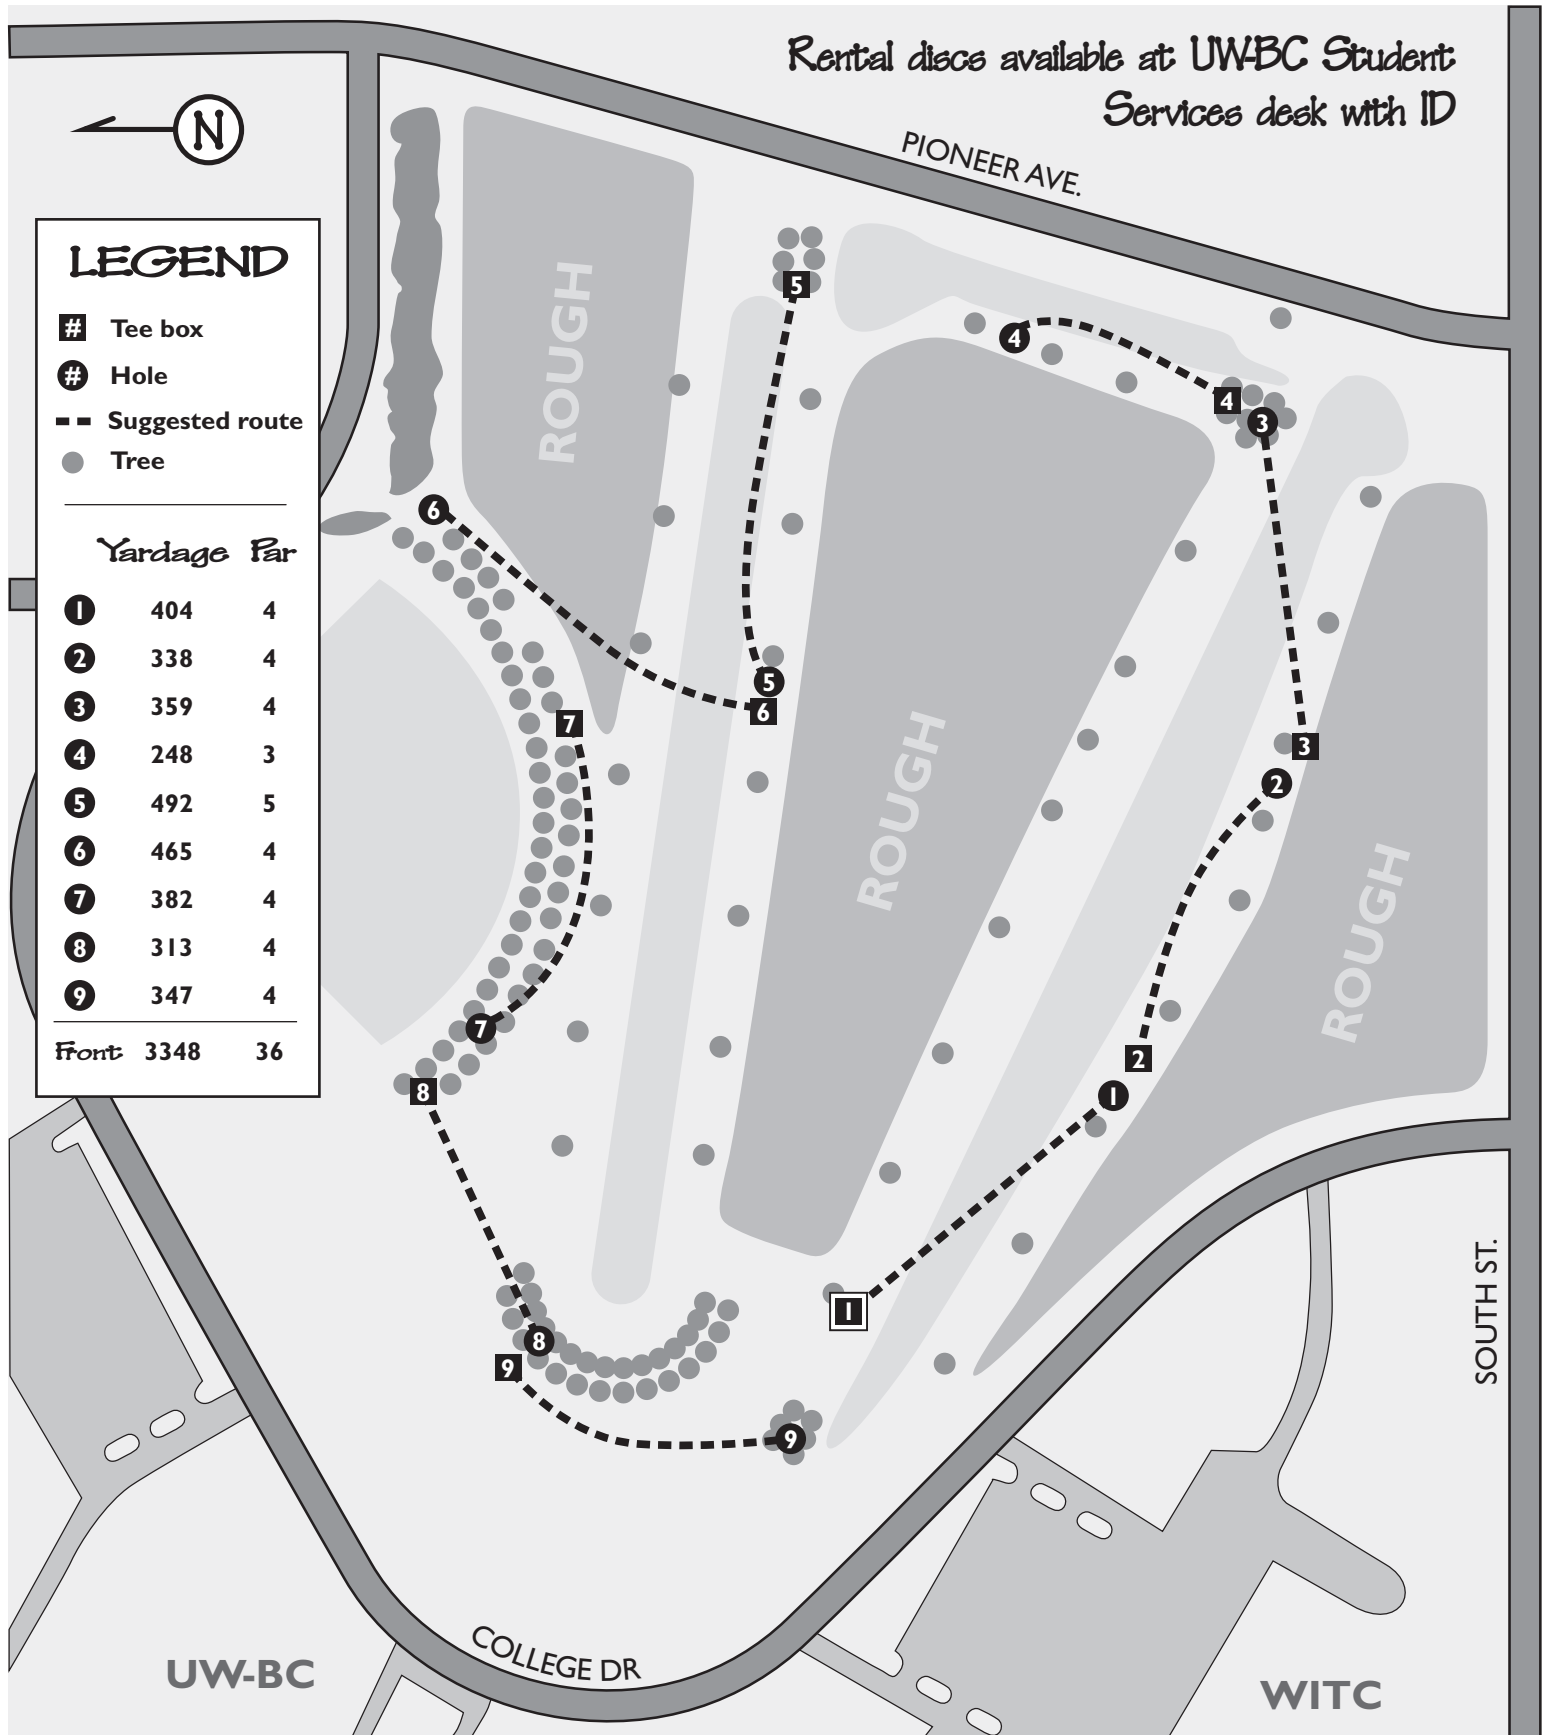 Rental discs available at UW-BC Student
Services desk with ID
PIONEER AVE.
N
LEGEND
# Tee box
# Hole
Suggested route
Tree
Yardage Par
1 404 4
2 338 4
3 359 4
4 248 3
5 492 5
6 465 4
7 382 4
8 313 4
9 347 4
Front 3348 36
ROUGH
5
4
4
3
6
5
6
7
3
2
ROUGH
ROUGH
7
2
8
1
1
8
9
9
SOUTH ST.
COLLEGE DR
UW-BC
WITC